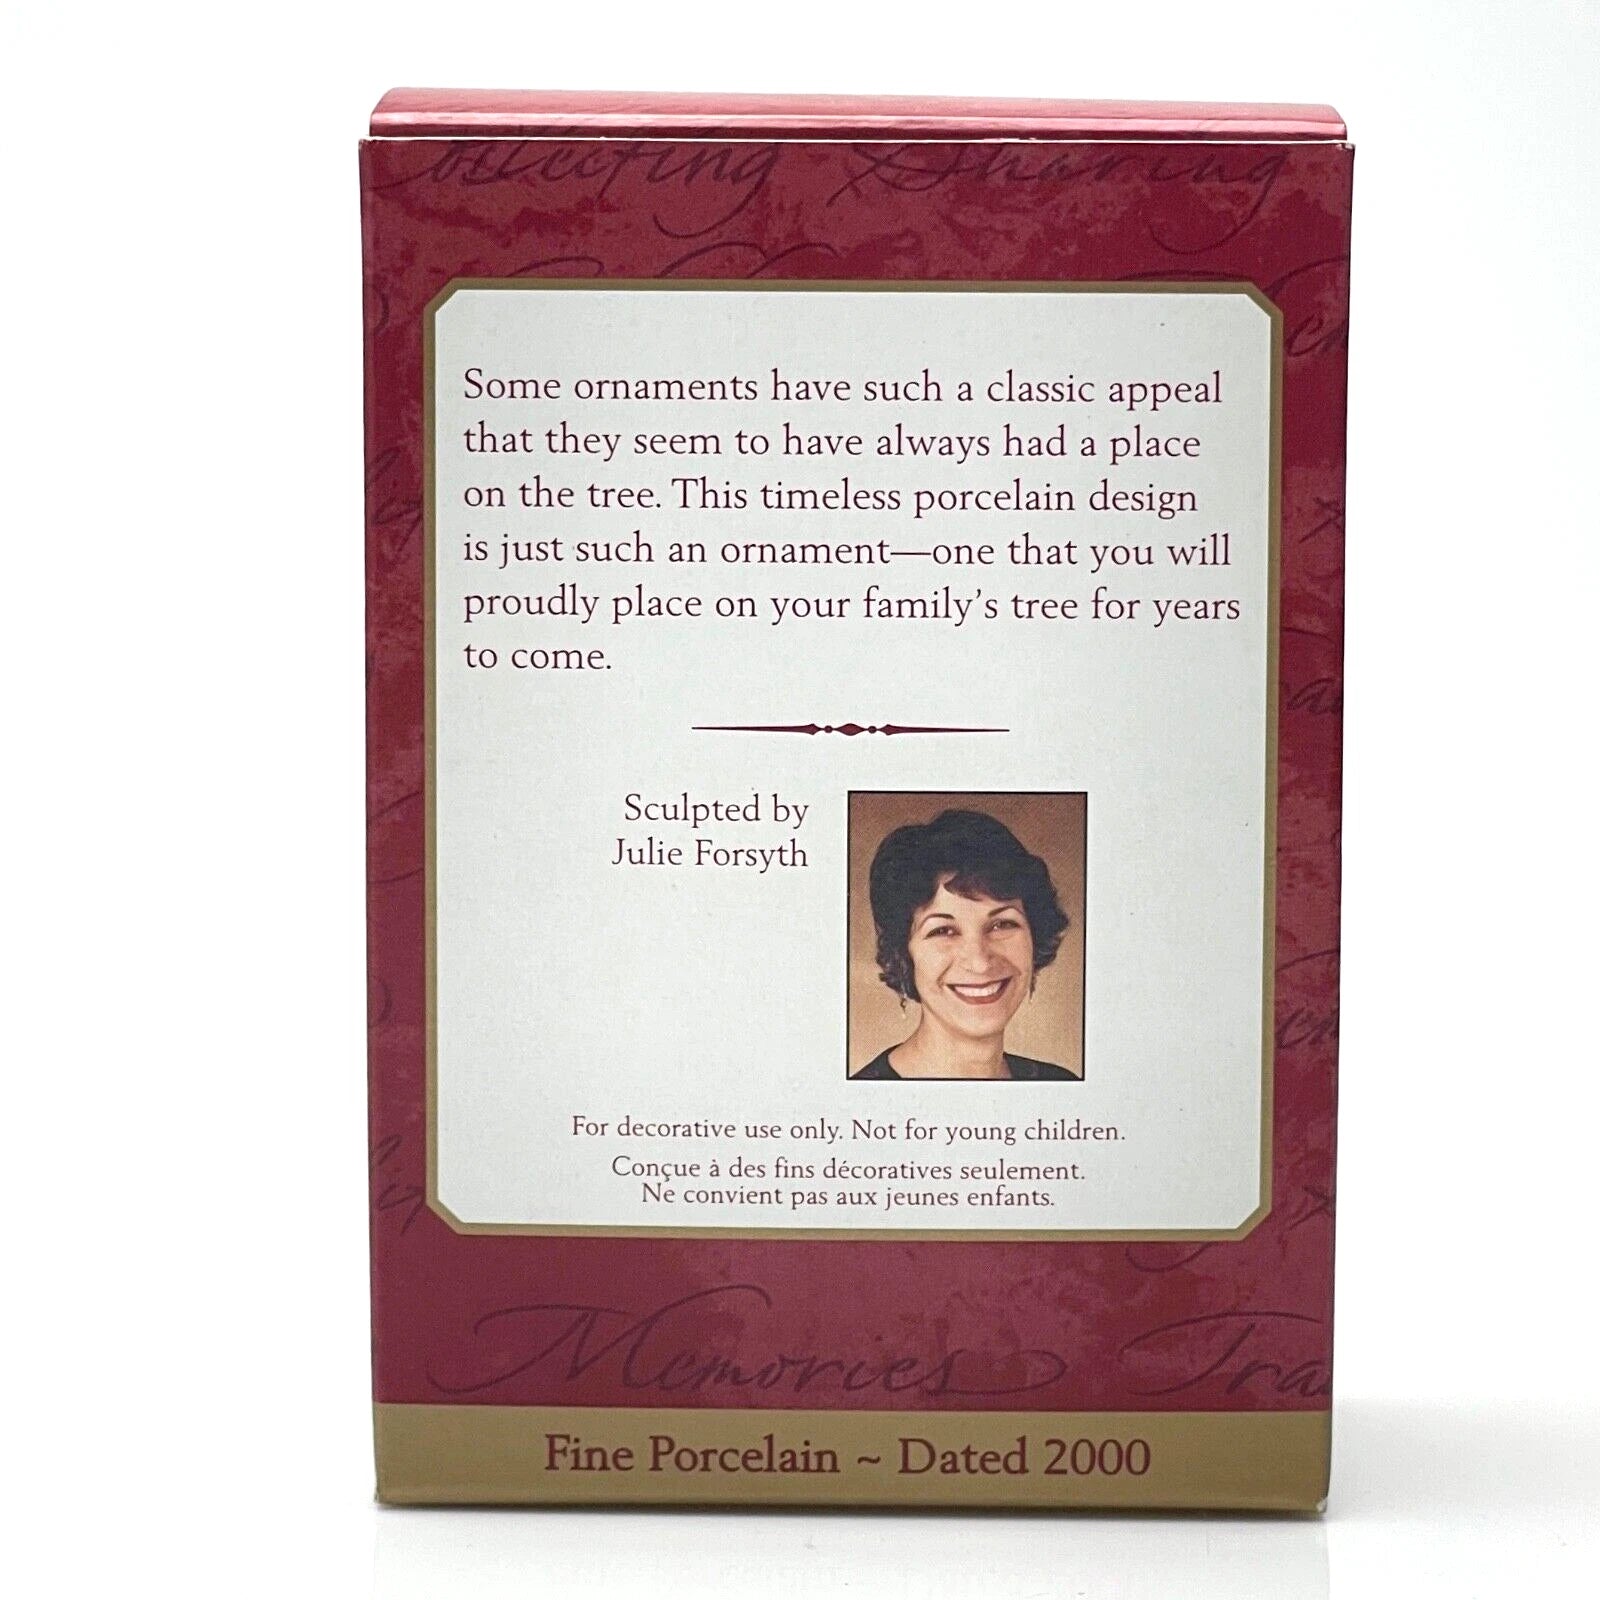 Collecting Sharing
Some ornaments have such a classic appeal
that they seem to have always had a place
on the tree. This timeless porcelain design
is just such an ornament—one that you will
proudly place on your family's tree for years
to come.
Sculpted by
Julie Forsyth
For decorative use only. Not for young children.
Conçue à des fins décoratives seulement.
Ne convient pas aux jeunes enfants.
Memories Tra
Fine Porcelain ~ Dated 2000